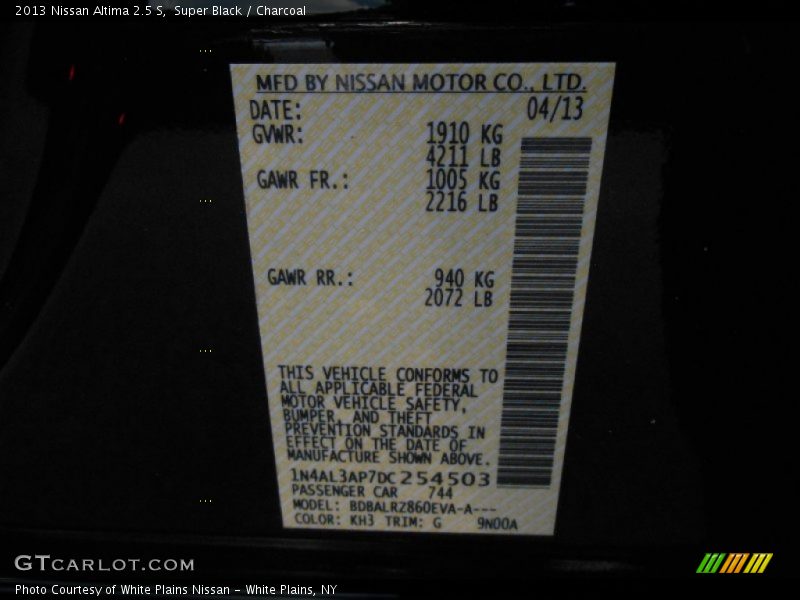 2013 Nissan Altima 2.5 S, Super Black / Charcoal
MFD BY NISSAN MOTOR CO., LTD.
DATE: 04/13
GVWR: 1910 KG
4211 LB
GAWR FR.: 1005 KG
2216 LB
GAWR RR.: 940 KG
2072 LB
THIS VEHICLE CONFORMS TO
ALL APPLICABLE FEDERAL
MOTOR VEHICLE SAFETY,
BUMPER, AND THEFT
PREVENTION STANDARDS IN
EFFECT ON THE DATE OF
MANUFACTURE SHOWN ABOVE.
1N4AL3AP7DC254503
PASSENGER CAR 744
MODEL: BDBALRZ860EVA-A---
COLOR: KH3 TRIM: G 9N00A
GTCARLOT.COM
Photo Courtesy of White Plains Nissan - White Plains, NY